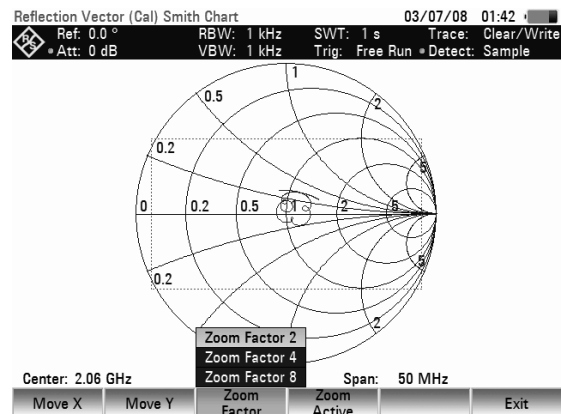 Reflection Vector (Cal) Smith Chart 03/07/08 01:42
R&S Ref: 0.0 ° RBW: 1 kHz SWT: 1 s Trace: Clear/Write
Att: 0 dB VBW: 1 kHz Trig: Free Run Detect: Sample
1
0.5 2
0.2 5
0 0.2 0.5 1 2 5
0.2 5
2
Zoom Factor 2
Zoom Factor 4
Zoom Factor 8
Center: 2.06 GHz Span: 50 MHz
Move X Move Y Zoom Factor Zoom Active Exit